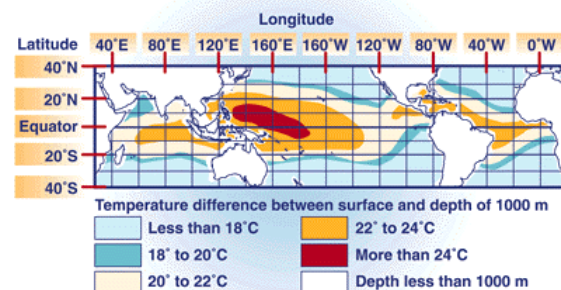 Longitude
Latitude 40°E 80°E 120°E 160°E 160°W 120°W 80°W 40°W 0°W
40°N
20°N
Equator
20°S
40°S
Temperature difference between surface and depth of 1000 m
Less than 18°C 22° to 24°C
18° to 20°C More than 24°C
20° to 22°C Depth less than 1000 m